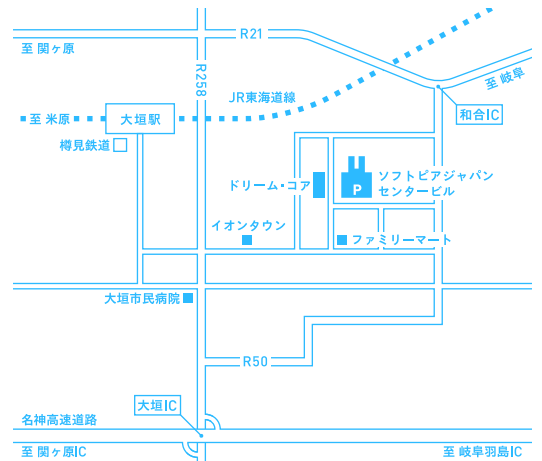 R21
至 関ヶ原
R258
至 岐阜
JR東海道線
至 米原
大垣駅
和合IC
樽見鉄道
ドリーム・コア
P
ソフトピアジャパン
センタービル
イオンタウン
ファミリーマート
大垣市民病院
R50
大垣IC
名神高速道路
至 関ヶ原IC
至 岐阜羽島IC